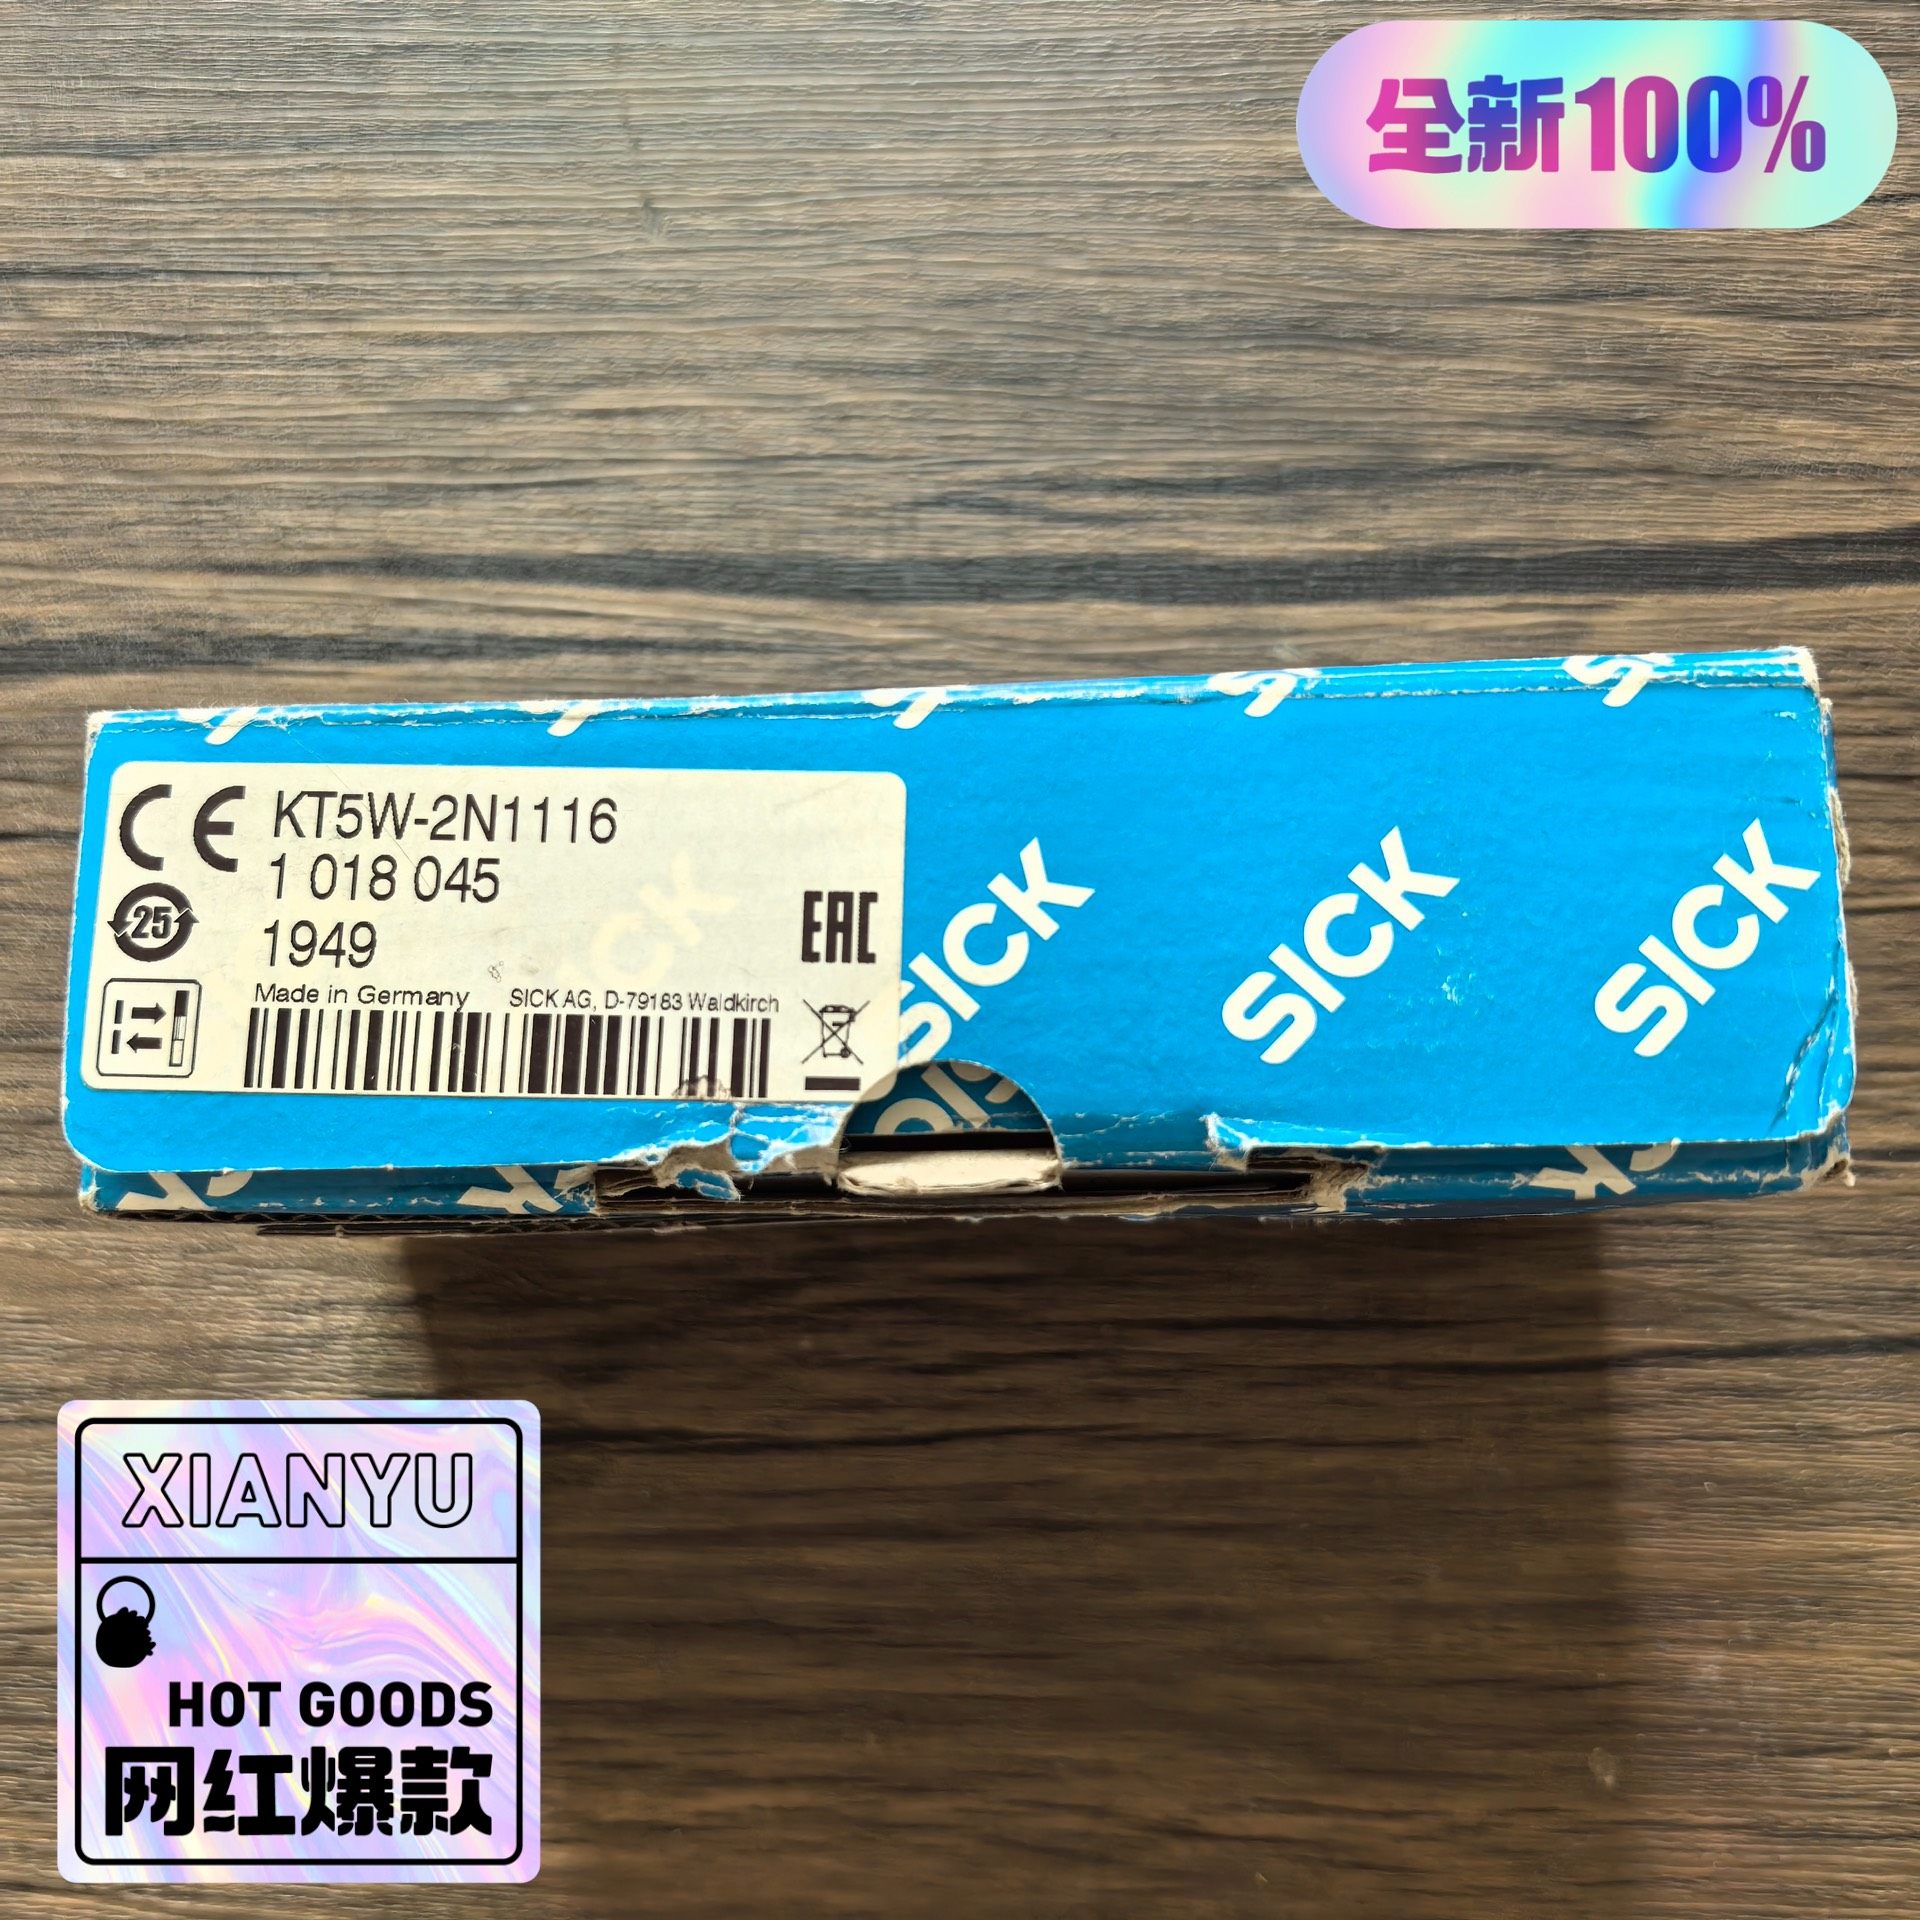 全新100%
KT5W-2N1116
1 018 045
1949
25
EAC
Made in Germany SICK AG, D-79183 Waldkirch
CE
SICK
SICK
SICK
XIANYU
HOT GOODS
网红爆款